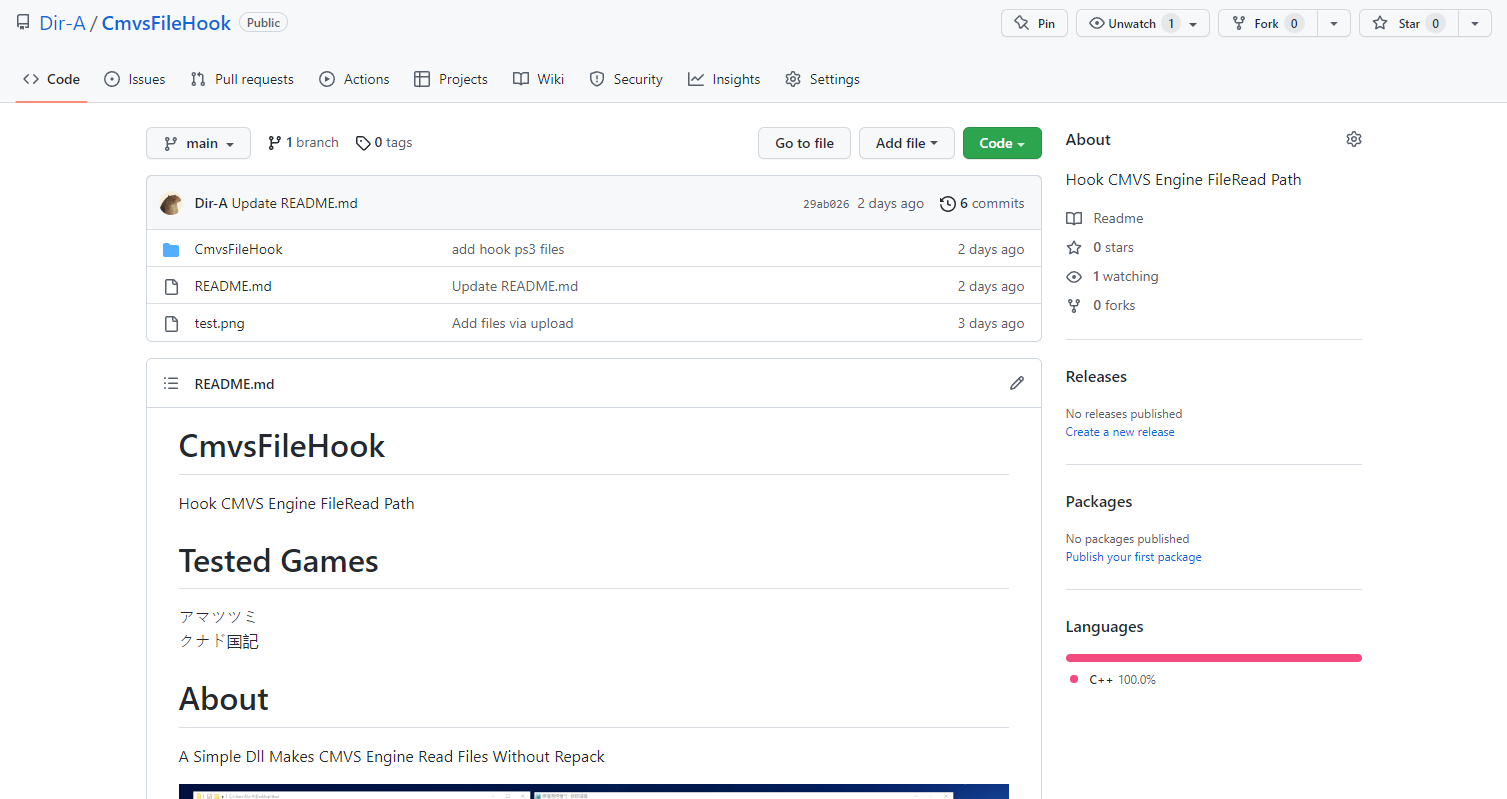 Dir-A / CmvsFileHook Public
Pin
Unwatch 1
Fork 0
Star 0
Code
Issues
Pull requests
Actions
Projects
Wiki
Security
Insights
Settings
main
1 branch
0 tags
Go to file
Add file
Code
Dir-A Update README.md
29ab026 2 days ago
6 commits
CmvsFileHook add hook ps3 files 2 days ago
README.md Update README.md 2 days ago
test.png Add files via upload 3 days ago
README.md
CmvsFileHook
Hook CMVS Engine FileRead Path
Tested Games
アマツツミ
クナド国記
About
A Simple Dll Makes CMVS Engine Read Files Without Repack
About
Hook CMVS Engine FileRead Path
Readme
0 stars
1 watching
0 forks
Releases
No releases published
Create a new release
Packages
No packages published
Publish your first package
Languages
C++ 100.0%